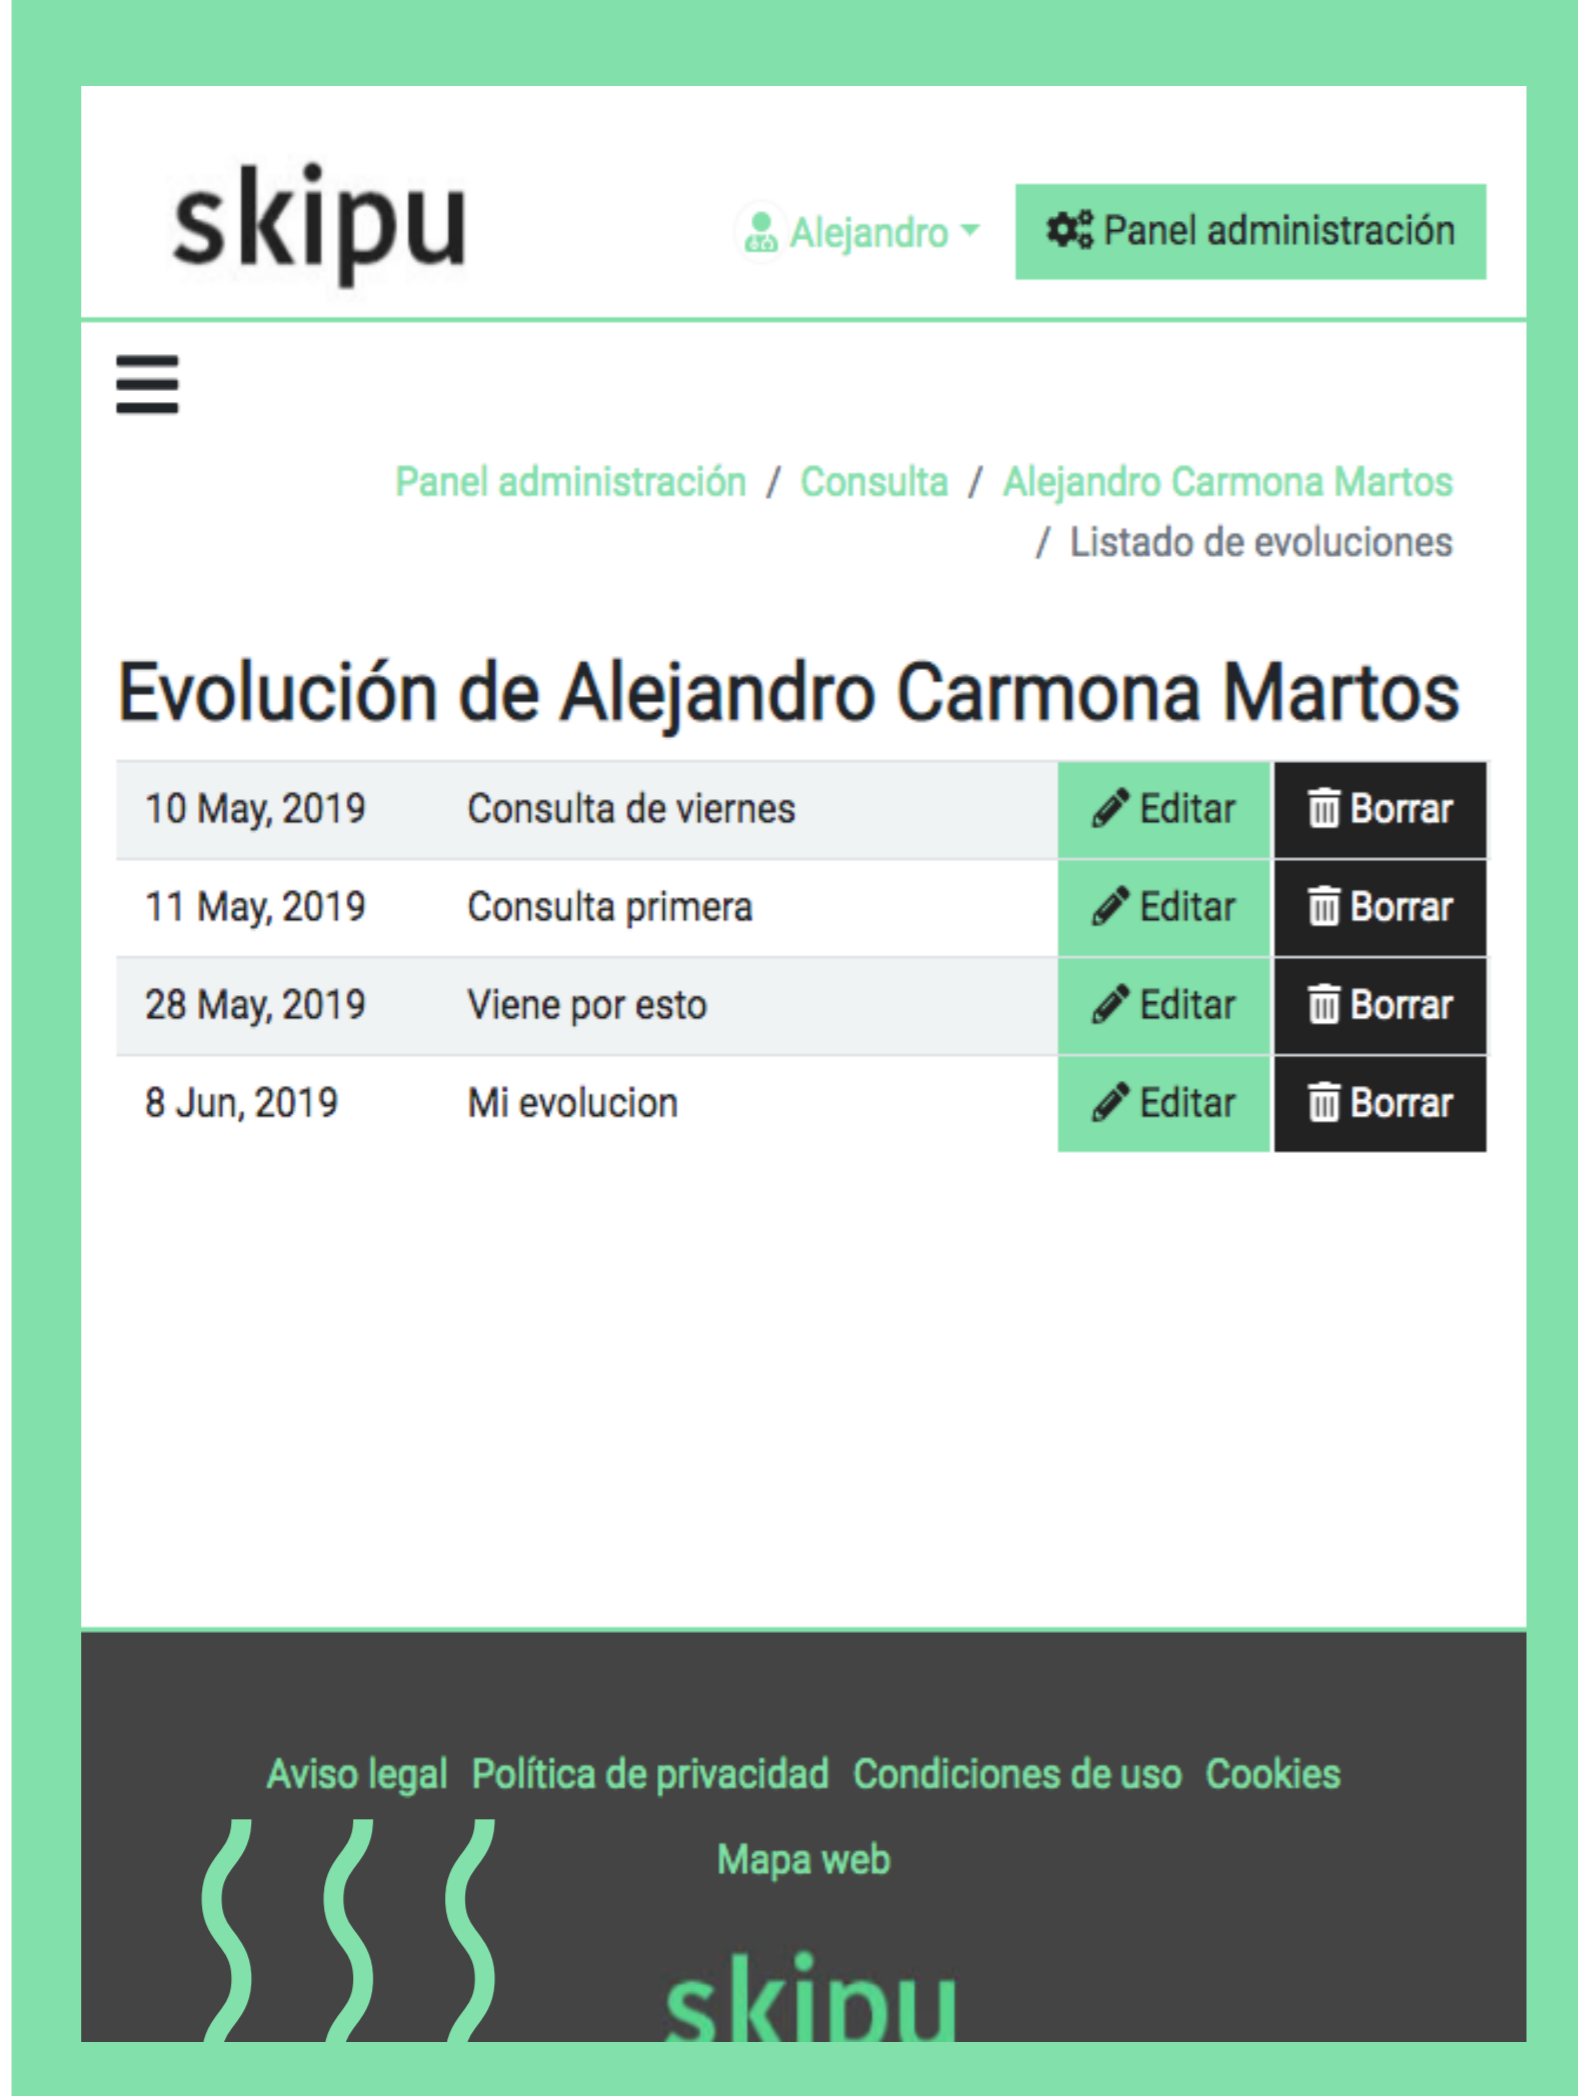 skipu
Alejandro
Panel administración
Panel administración / Consulta / Alejandro Carmona Martos
/ Listado de evoluciones
Evolución de Alejandro Carmona Martos
10 May, 2019 Consulta de viernes Editar Borrar
11 May, 2019 Consulta primera Editar Borrar
28 May, 2019 Viene por esto Editar Borrar
8 Jun, 2019 Mi evolucion Editar Borrar
Aviso legal Política de privacidad Condiciones de uso Cookies
Mapa web
skipu